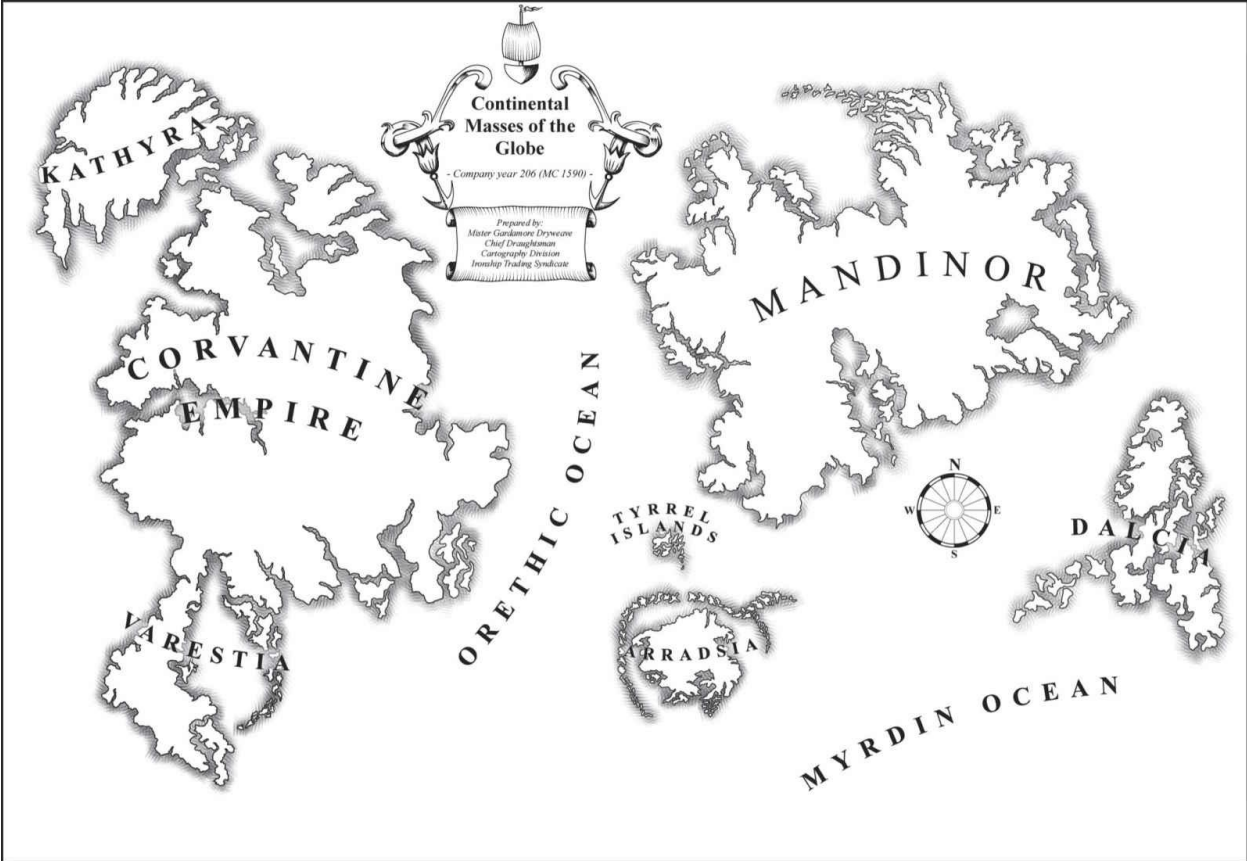 Continental
Masses of the
Globe
- Company year 206 (MC 1590) -
Prepared by:
Mister Gardamore Dryweave
Chief Draughtsman
Cartography Division
Ironship Trading Syndicate
KATHYRA
MANDINOR
CORVANTINE
EMPIRE
ORETHIC OCEAN
N
W
E
S
TYRREL
ISLANDS
DALCIA
VARESTIA
ARRADSIA
MYRDIN OCEAN